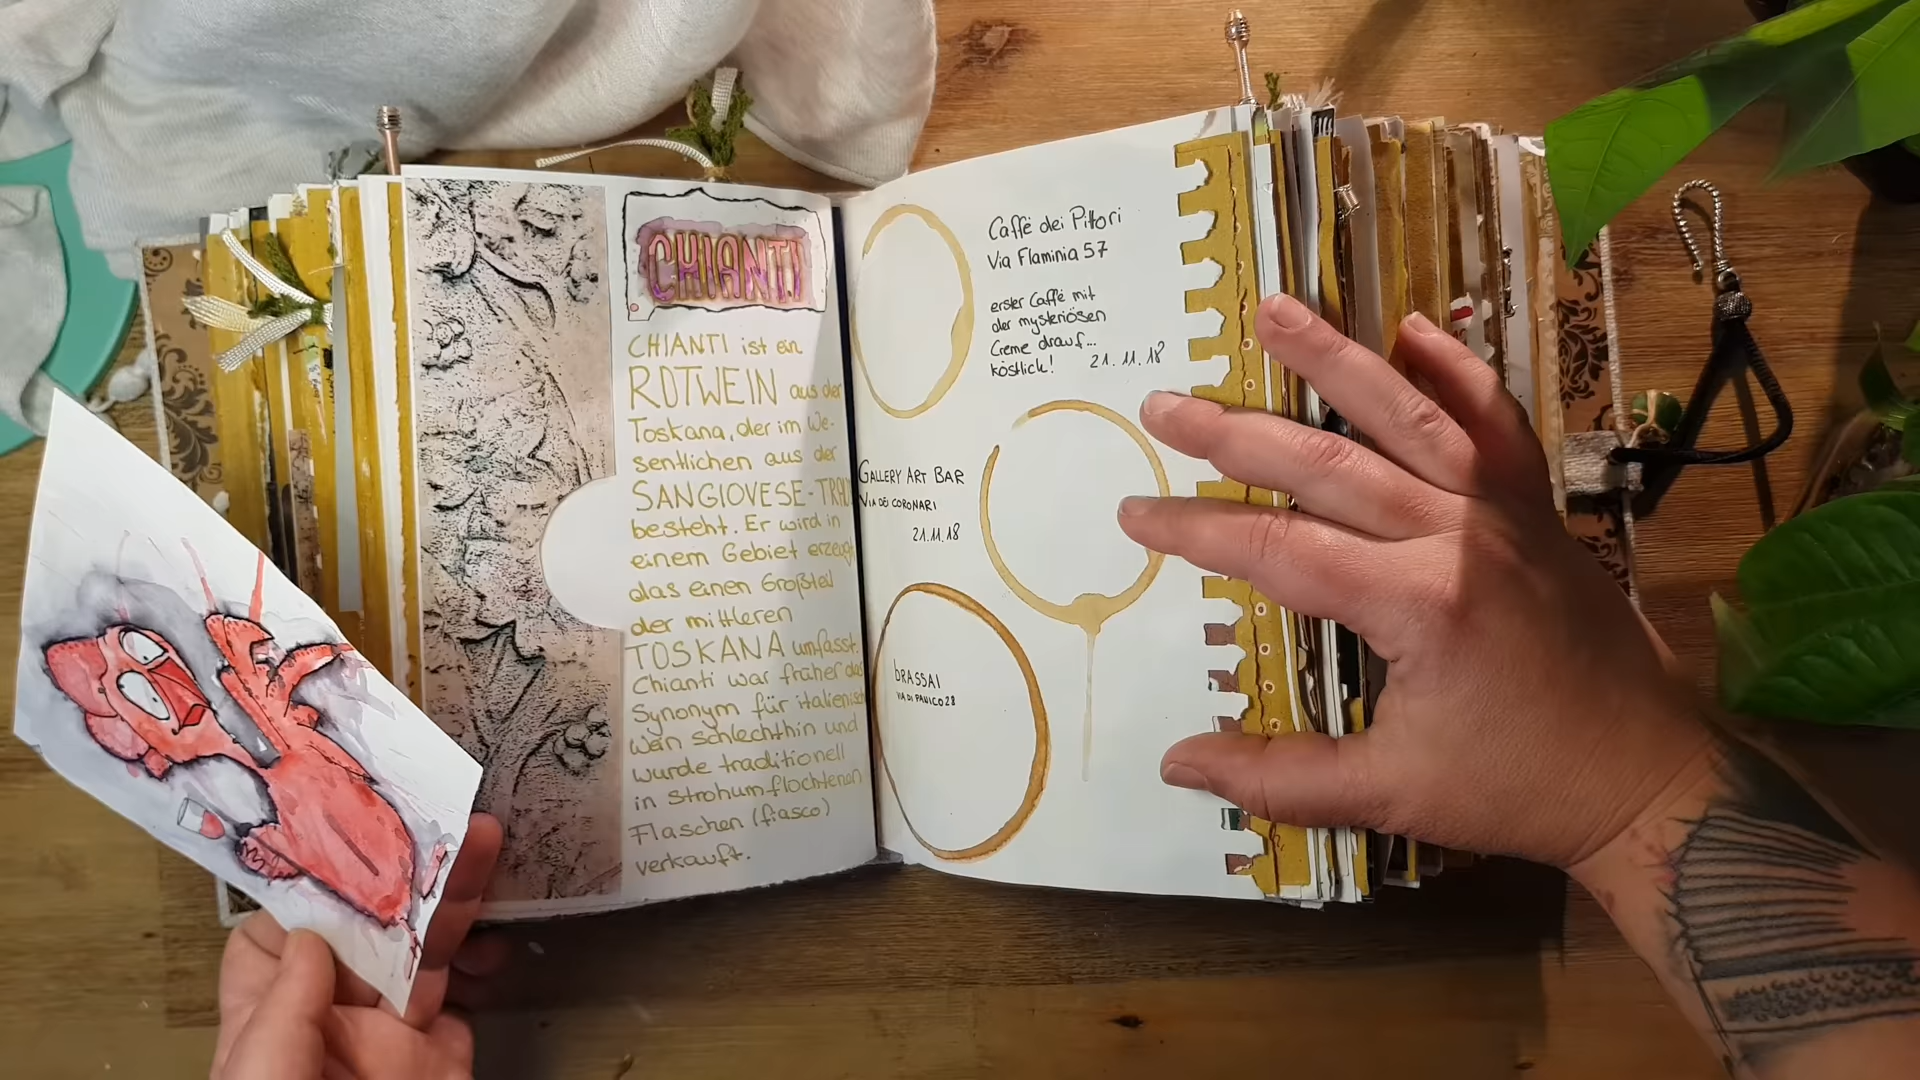 CHIANTI
CHIANTI ist ein
ROTWEIN aus der
Toskana, der im We-
sentlichen aus der
SANGIOVESE-TRAU
besteht. Er wird in
einem Gebiet erzeugt
das einen Großteil
der mittleren
TOSKANA umfasst.
Chianti war früher das
Synonym für italienisch
Wein schlechthin und
wurde traditionell
in strohumflochtenen
Flaschen (fiasco)
verkauft.
Caffè dei Pittori
Via Flaminia 57
erster Caffè mit
der mysteriösen
Creme drauf...
köstlich! 21.11.18
GALLERY ART BAR
VIA DEI CORONARI
21.11.18
BRASSAI
VIA DI PANICO 28